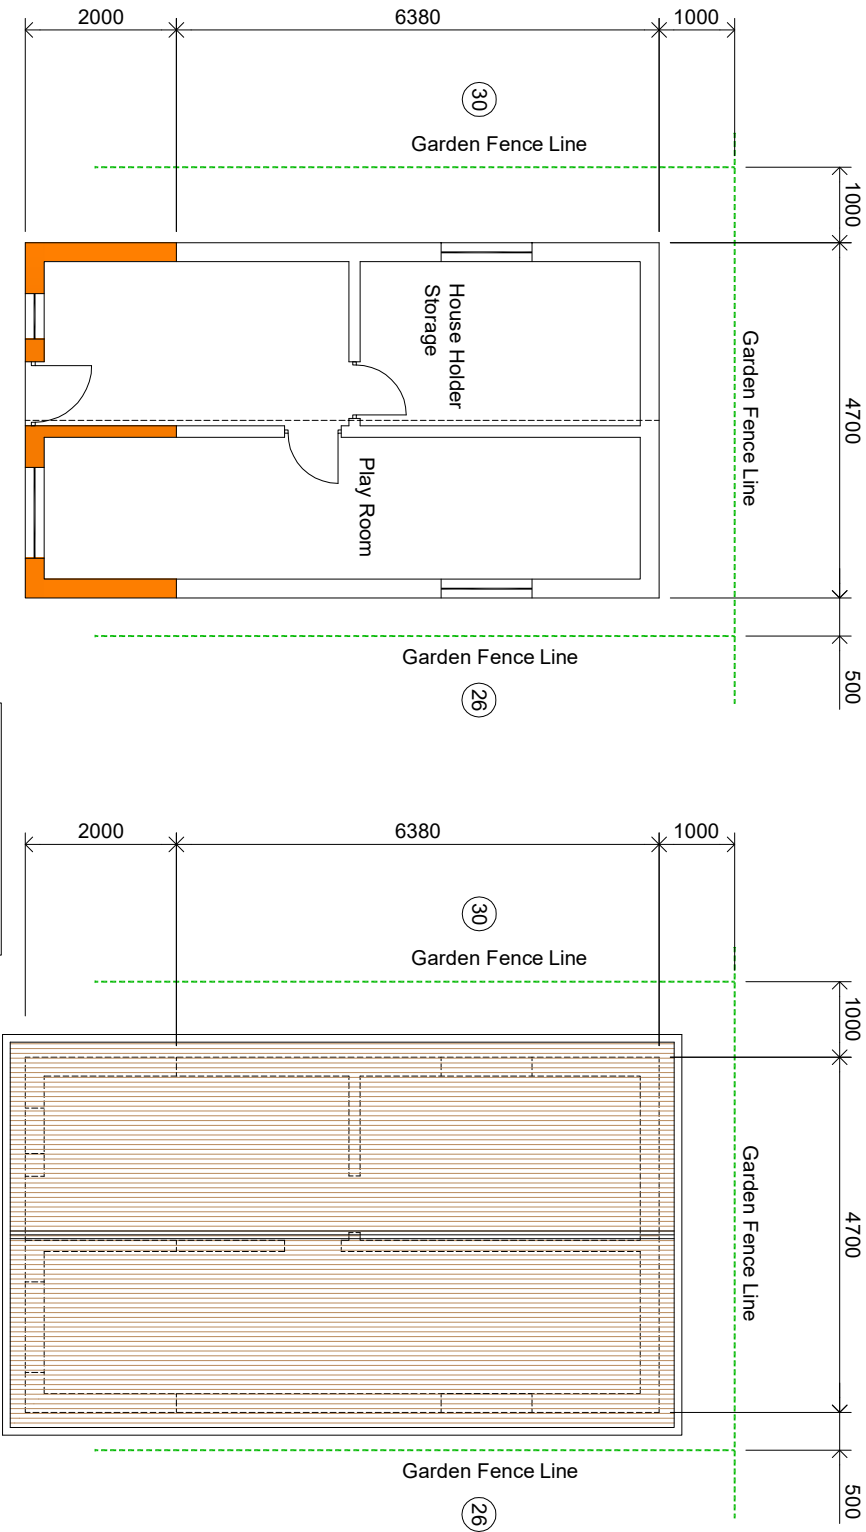 2000
6380
1000
30
Garden Fence Line
1000
4700
500
Garden Fence Line
House Holder
Storage
Play Room
Garden Fence Line
26
2000
6380
1000
30
Garden Fence Line
1000
4700
500
Garden Fence Line
Garden Fence Line
26